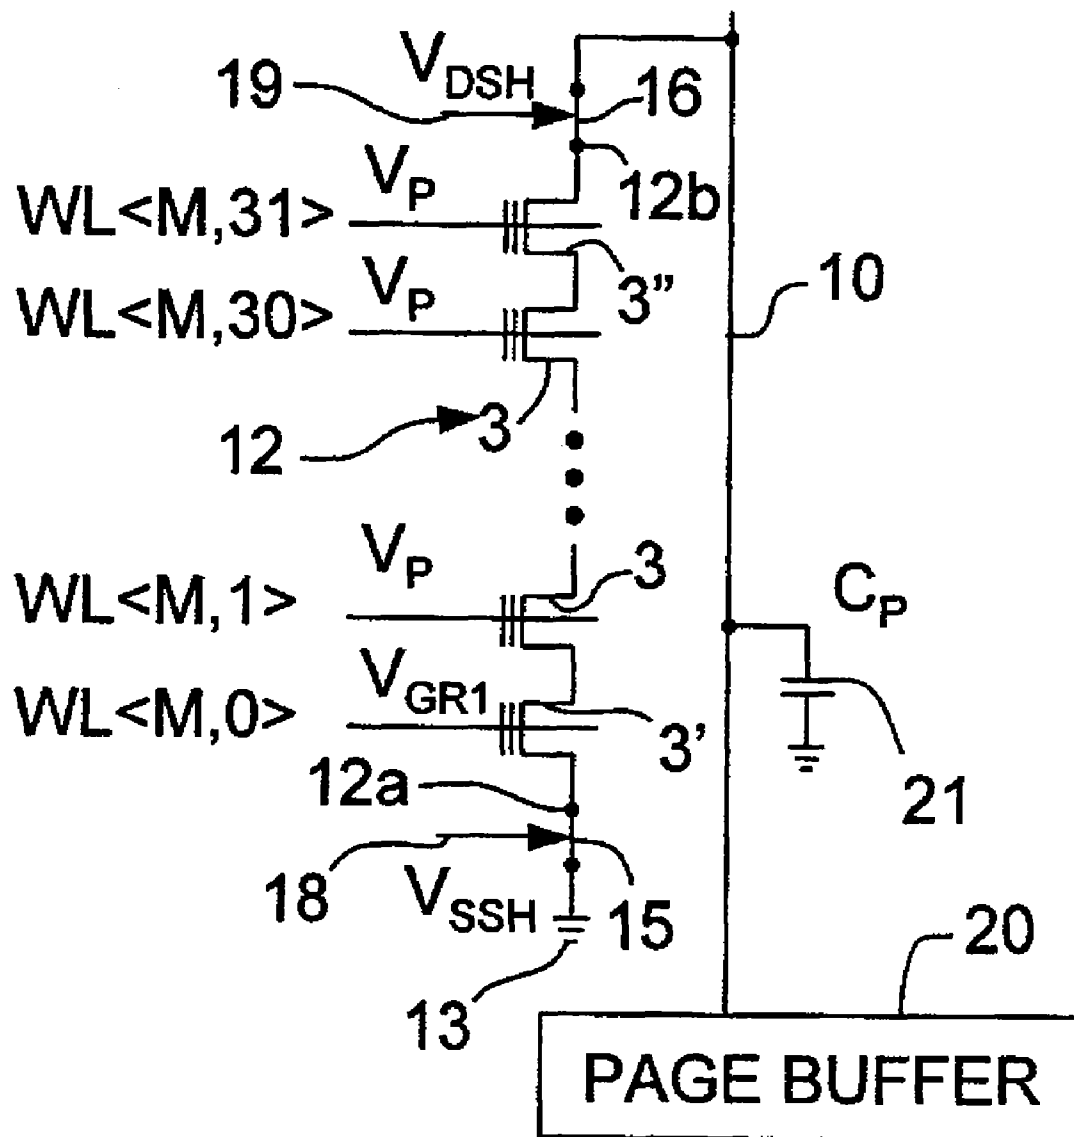 V_DSH
19
16
V_P
12b
WL<M,31>
3”
10
V_P
WL<M,30>
12
3
V_P
3
WL<M,1>
C_P
V_GR1
WL<M,0>
3’
12a
21
18
V_SSH
15
20
13
PAGE BUFFER